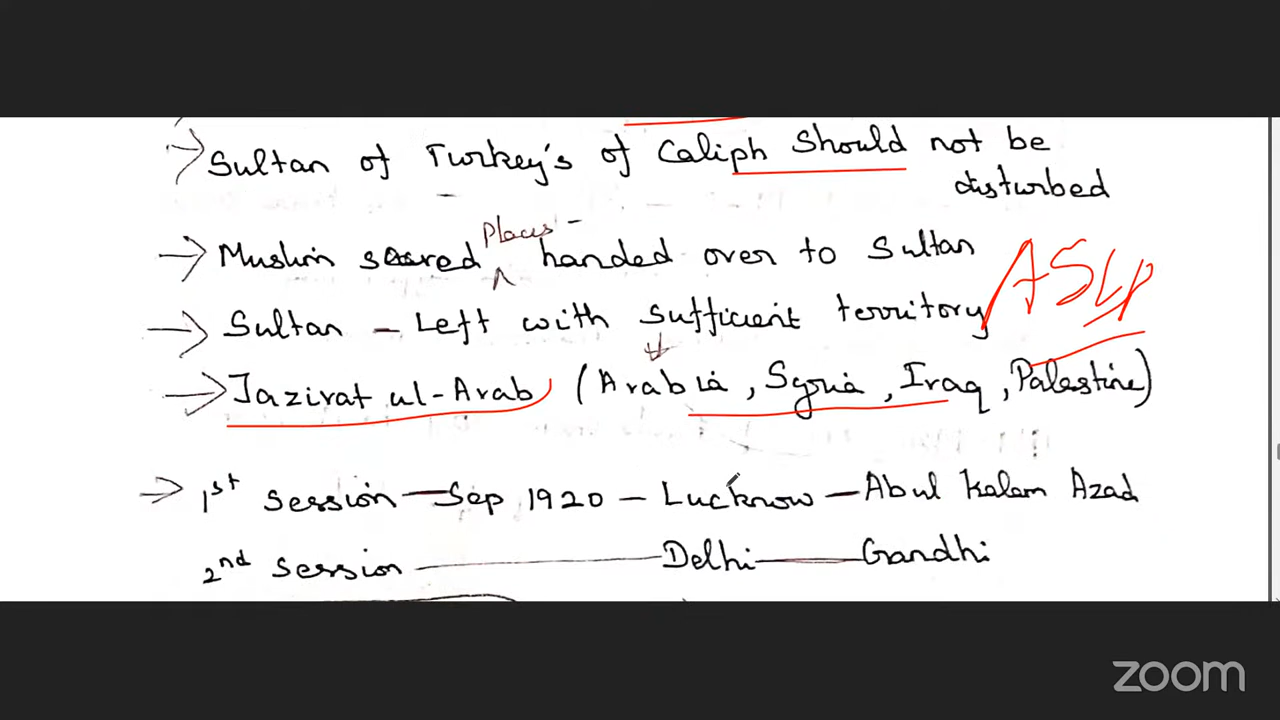 → Sultan of Turkey's of Caliph Should not be
disturbed
→ Muslim sacred Places handed over to Sultan
→ Sultan - Left with sufficient territory
→ Jazirat ul-Arab (Arabia, Syria, Iraq, Palestine)
→ 1st session - Sep 1920 - Lucknow - Abul Kalam Azad
2nd session - Delhi - Gandhi
zoom